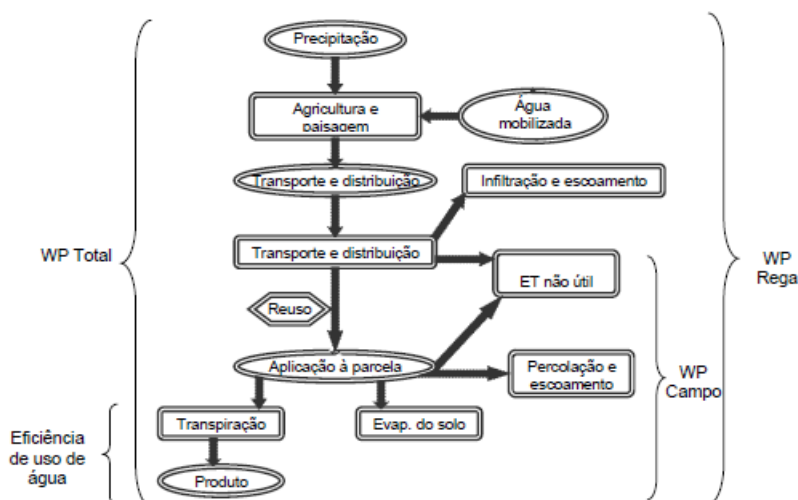 Precipitação
Agricultura e
paisagem
Água
mobilizada
Transporte e distribuição
Infiltração e escoamento
WP Total
Transporte e distribuição
ET não útil
WP
Rega
Reuso
Aplicação à parcela
Percolação e
escoamento
WP
Campo
Transpiração
Evap. do solo
Eficiência
de uso de
água
Produto